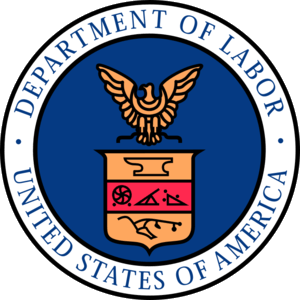 DEPARTMENT OF LABOR
UNITED STATES OF AMERICA